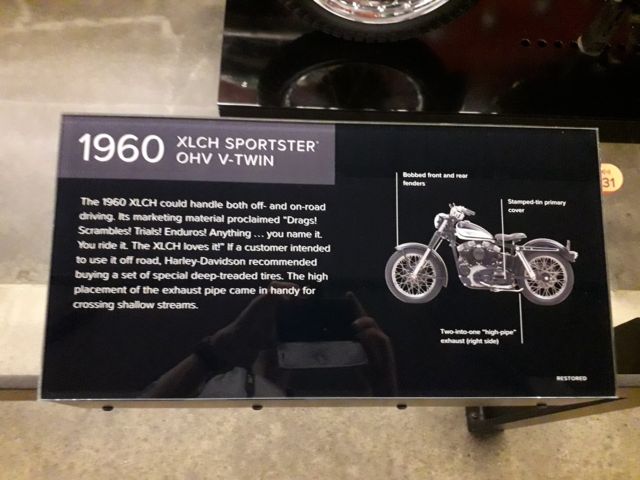 1960 XLCH SPORTSTER®
OHV V-TWIN
The 1960 XLCH could handle both off- and on-road
driving. Its marketing material proclaimed "Drags!
Scrambles! Trials! Enduros! Anything ... you name it.
You ride it. The XLCH loves it!" If a customer intended
to use it off road, Harley-Davidson recommended
buying a set of special deep-treaded tires. The high
placement of the exhaust pipe came in handy for
crossing shallow streams.
Bobbed front and rear
fenders
Stamped-tin primary
cover
Two-into-one "high-pipe"
exhaust (right side)
RESTORED
31